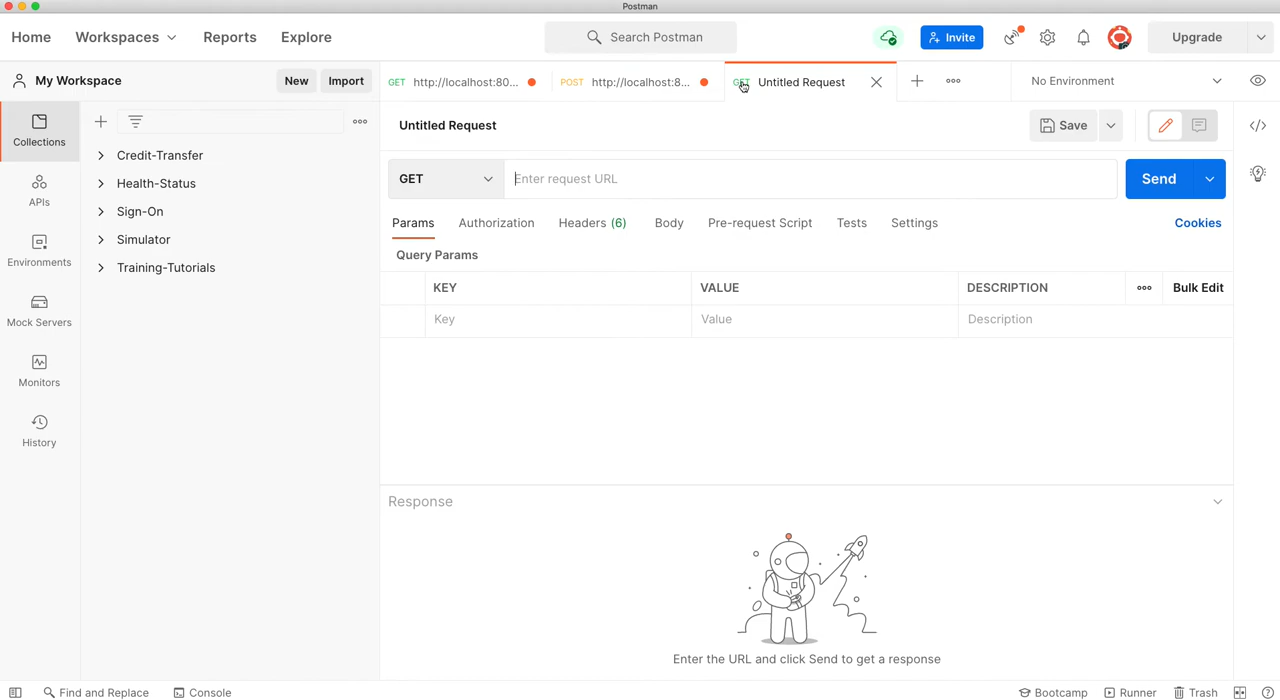 Postman
Home Workspaces Reports Explore Search Postman Invite Upgrade
My Workspace New Import GET http://localhost:80... POST http://localhost:8... Untitled Request No Environment
Collections
APIs
Environments
Mock Servers
Monitors
History
Credit-Transfer
Health-Status
Sign-On
Simulator
Training-Tutorials
Untitled Request Save
GET Enter request URL Send
Params Authorization Headers (6) Body Pre-request Script Tests Settings Cookies
Query Params
KEY VALUE DESCRIPTION Bulk Edit
Key Value Description
Response
Enter the URL and click Send to get a response
Find and Replace Console Bootcamp Runner Trash